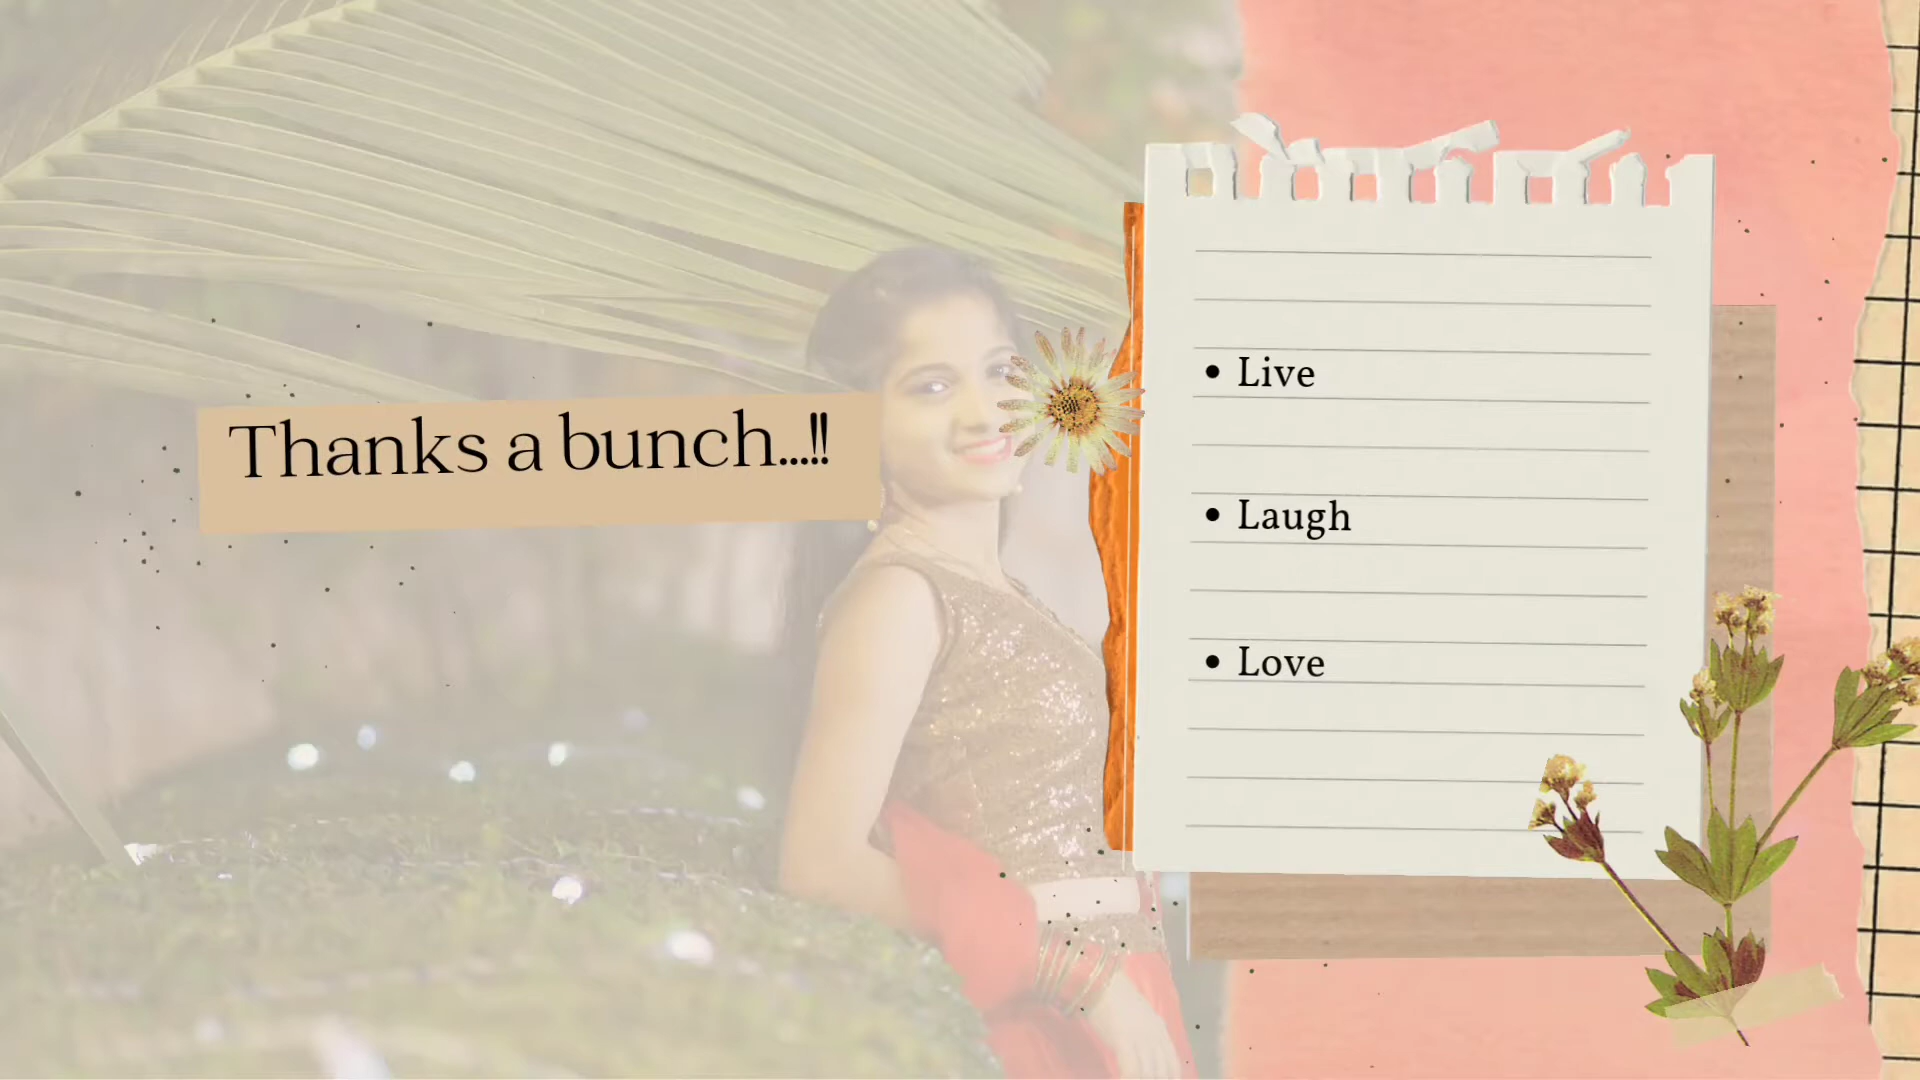 Thanks a bunch...!!
• Live
• Laugh
• Love